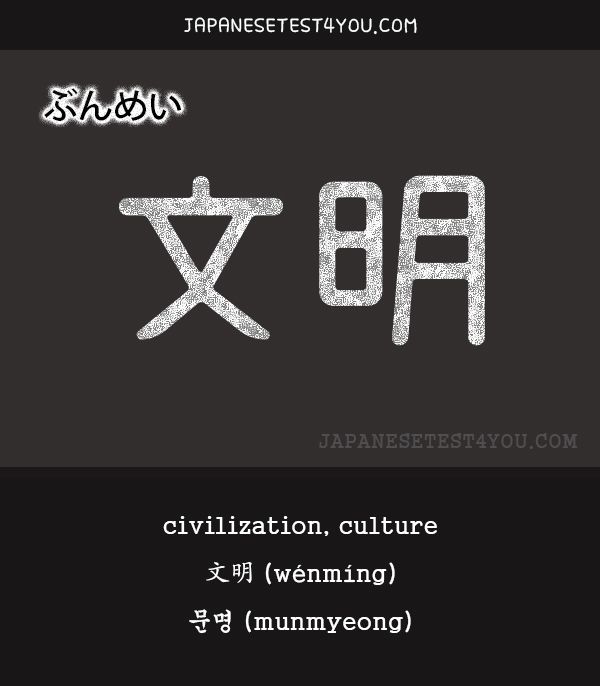 JAPANESETEST4YOU.COM
ぶんめい
文明
JAPANESETEST4YOU.COM
civilization, culture
文明 (wénmíng)
문명 (munmyeong)